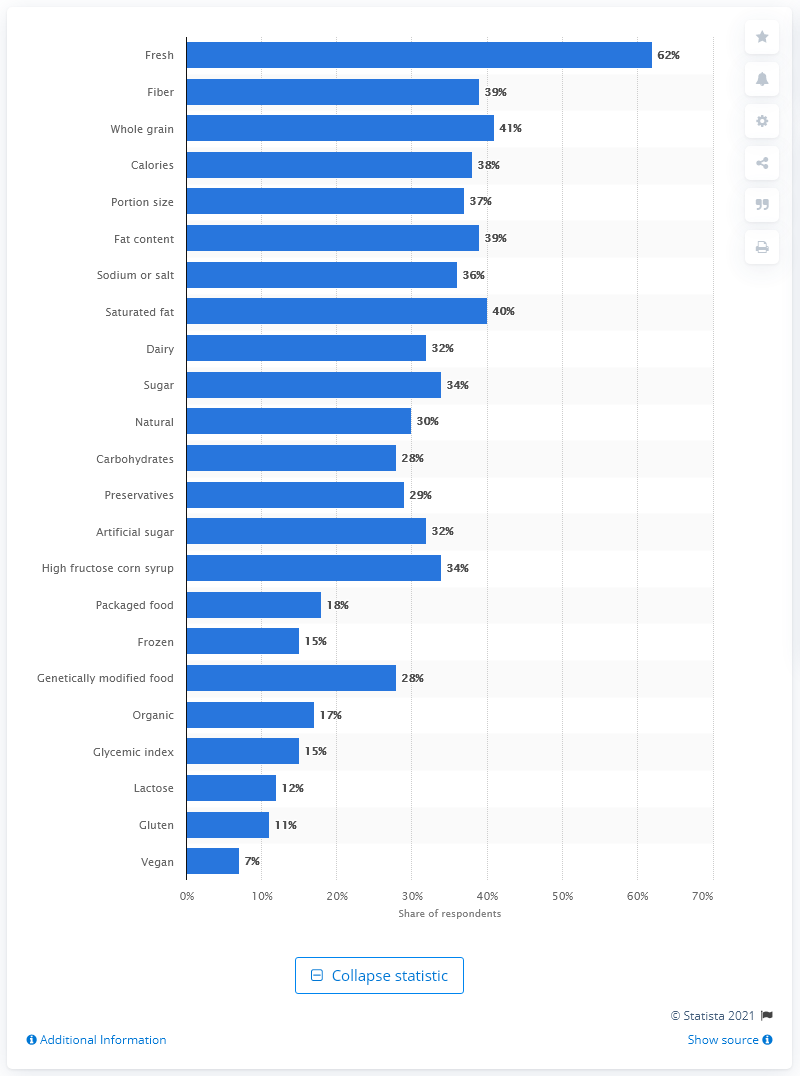 Fresh 62%
Fiber 39%
Whole grain 41%
Calories 38%
Portion size 37%
Fat content 39%
Sodium or salt 36%
Saturated fat 40%
Dairy 32%
Sugar 34%
Natural 30%
Carbohydrates 28%
Preservatives 29%
Artificial sugar 32%
High fructose corn syrup 34%
Packaged food 18%
Frozen 15%
Genetically modified food 28%
Organic 17%
Glycemic index 15%
Lactose 12%
Gluten 11%
Vegan 7%
0% 10% 20% 30% 40% 50% 60% 70%
Share of respondents
Collapse statistic
© Statista 2021
Additional Information Show source